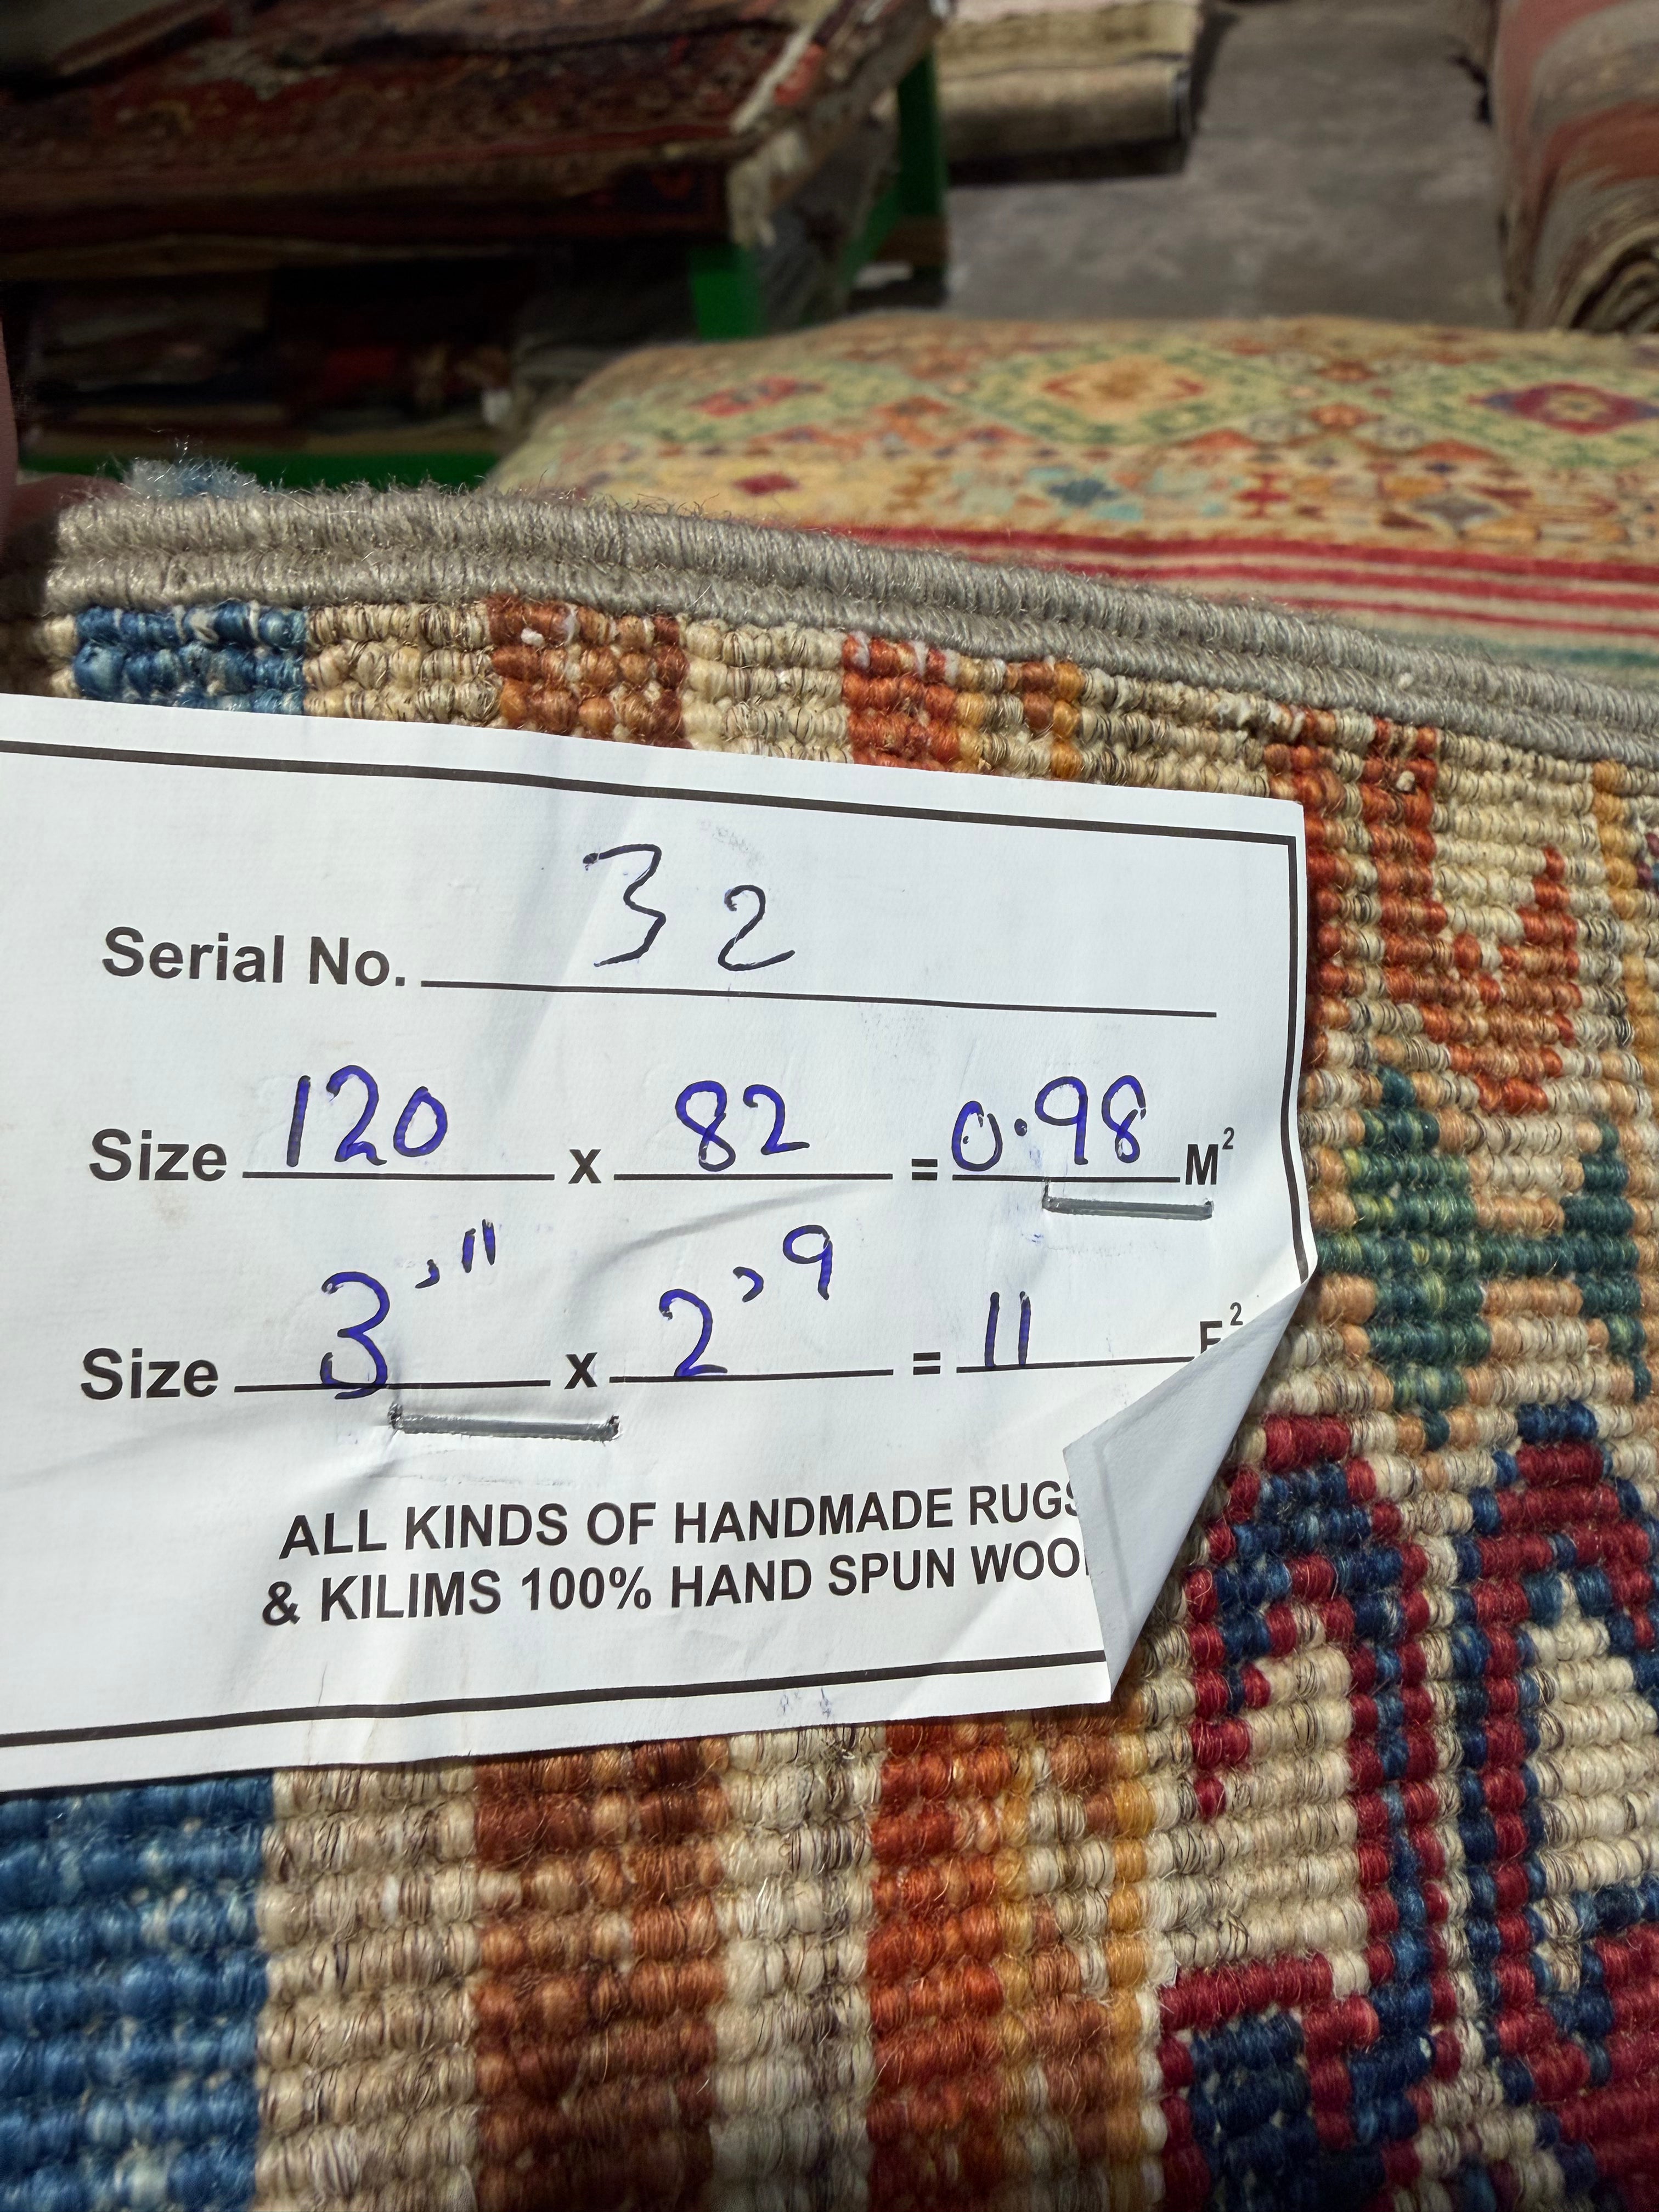 Serial No. 32
Size 120 x 82 = 0.98 M²
Size 3'11 x 2'9 = 11 F²
ALL KINDS OF HANDMADE RUGS
& KILIMS 100% HAND SPUN WOO